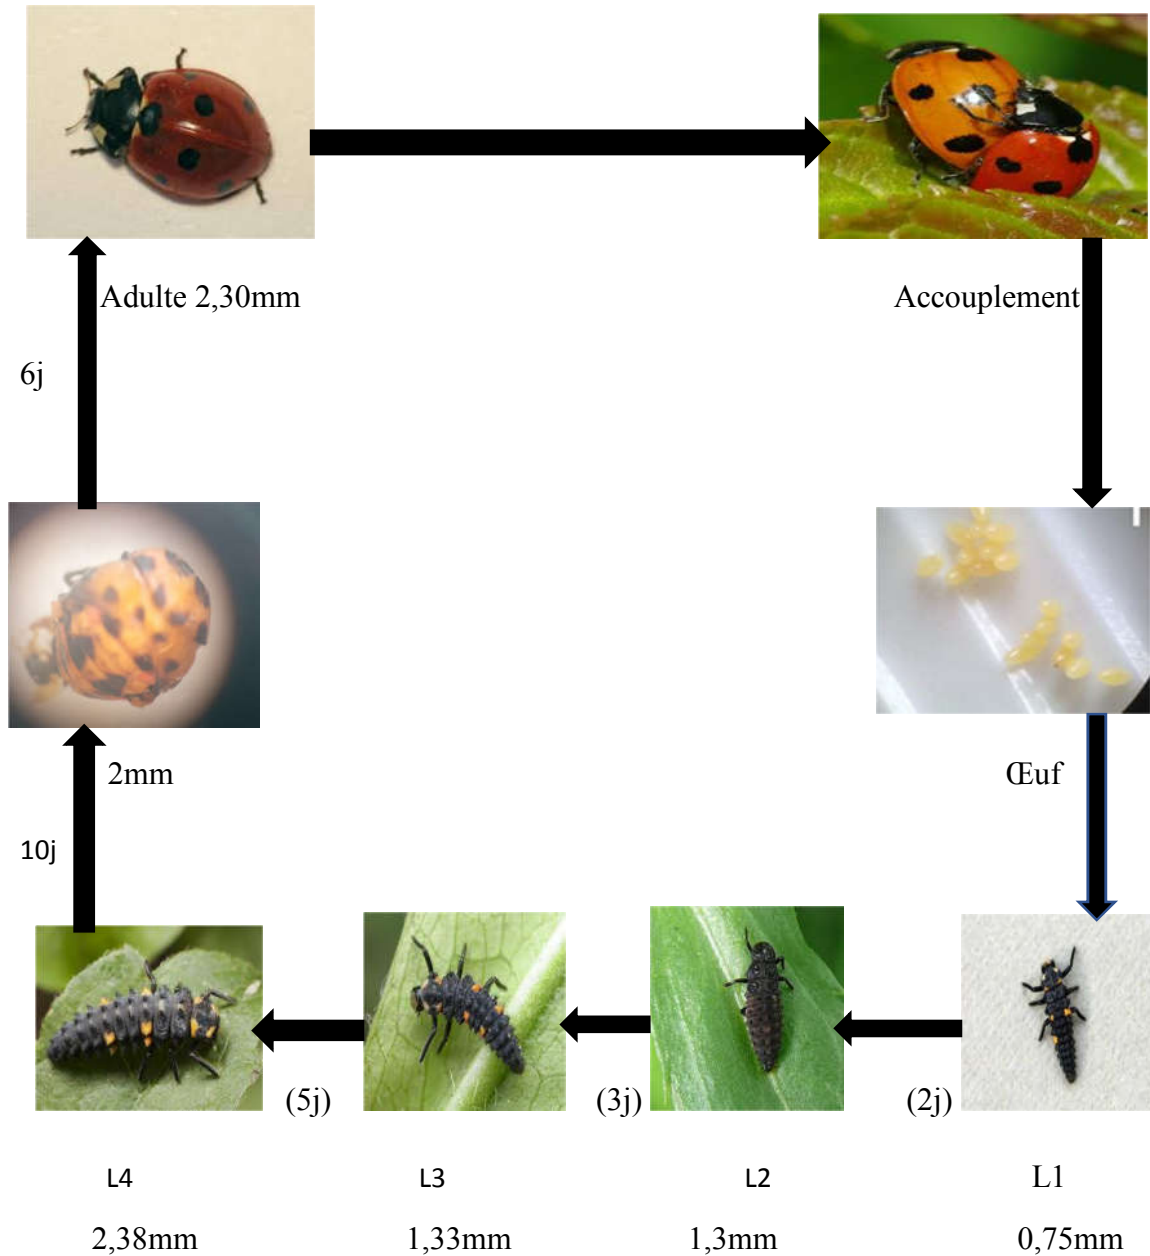 Adulte 2,30mm
Accouplement
6j
2mm
Œuf
10j
(5j)
(3j)
(2j)
L4
L3
L2
L1
2,38mm
1,33mm
1,3mm
0,75mm